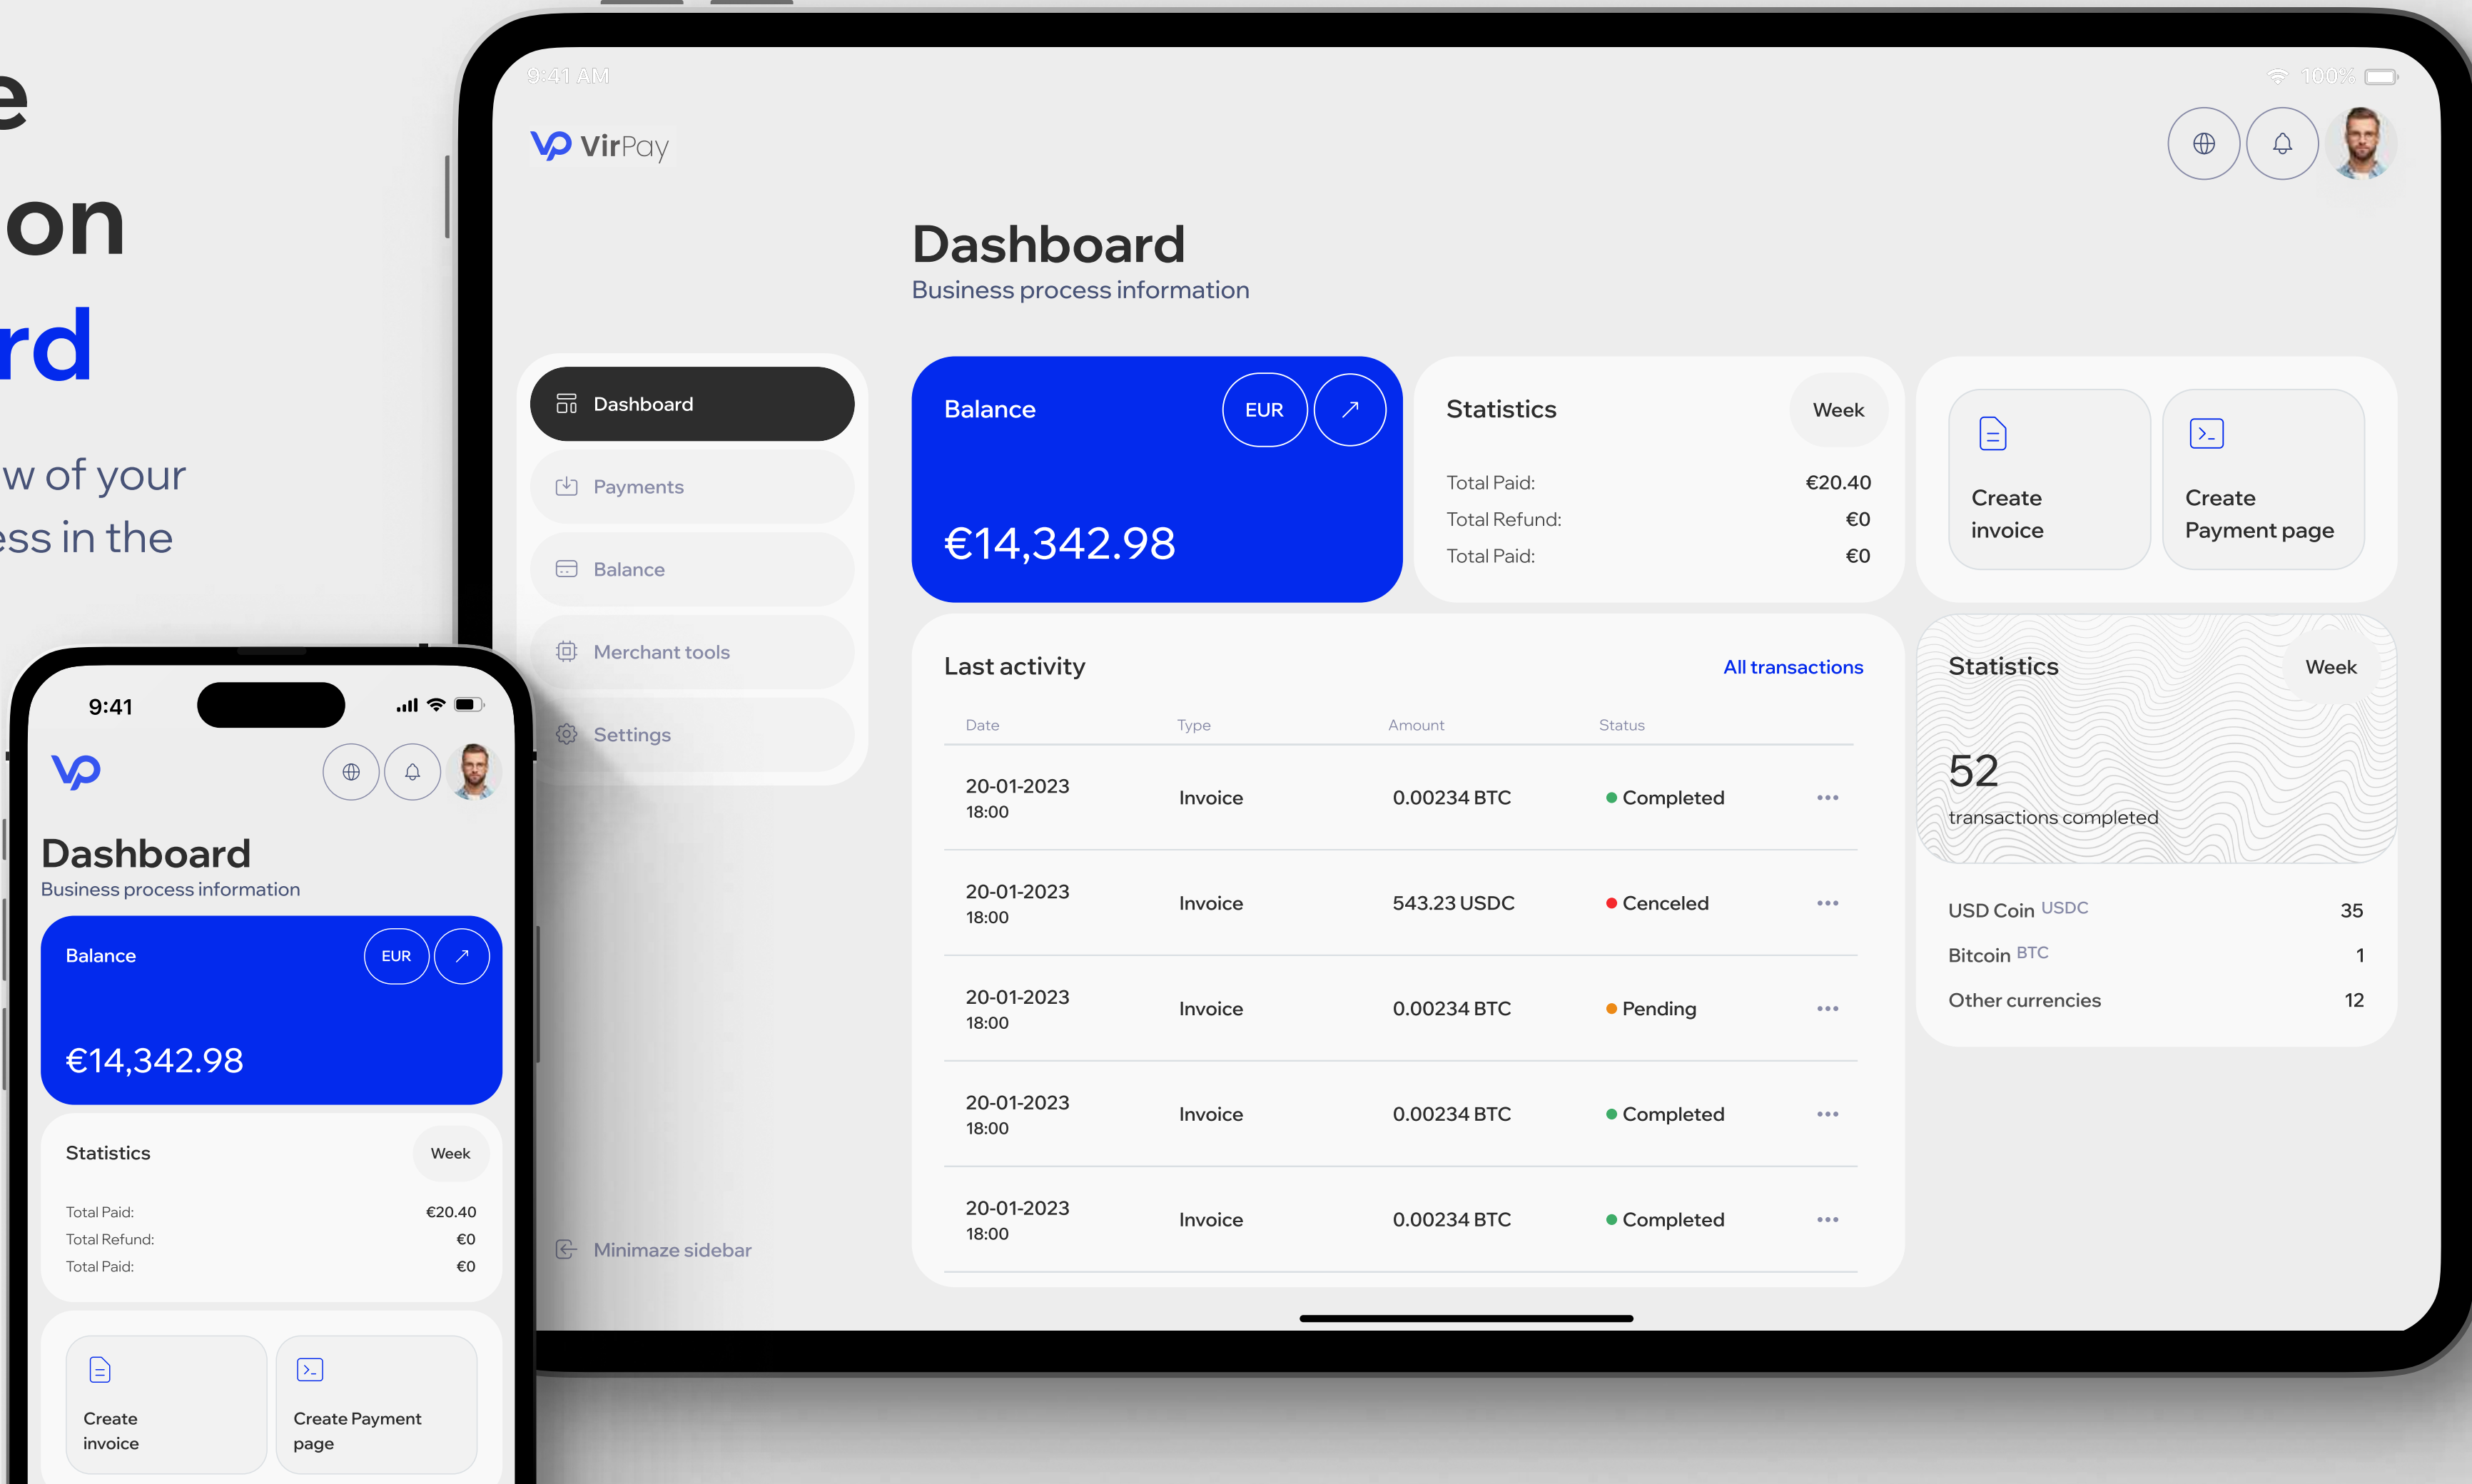 on
rd
w of your
ess in the
9:41 AM
100%
VirPay
Dashboard
Business process information
Dashboard
Payments
Balance
Merchant tools
Settings
Minimaze sidebar
Balance
EUR
€14,342.98
Statistics
Week
Total Paid: €20.40
Total Refund: €0
Total Paid: €0
Create
invoice
Create
Payment page
Last activity
All transactions
Date Type Amount Status
20-01-2023
18:00
Invoice 0.00234 BTC Completed
20-01-2023
18:00
Invoice 543.23 USDC Cenceled
20-01-2023
18:00
Invoice 0.00234 BTC Pending
20-01-2023
18:00
Invoice 0.00234 BTC Completed
20-01-2023
18:00
Invoice 0.00234 BTC Completed
Statistics
Week
52
transactions completed
USD Coin USDC 35
Bitcoin BTC 1
Other currencies 12
9:41
Dashboard
Business process information
Balance
EUR
€14,342.98
Statistics
Week
Total Paid: €20.40
Total Refund: €0
Total Paid: €0
Create
invoice
Create Payment
page